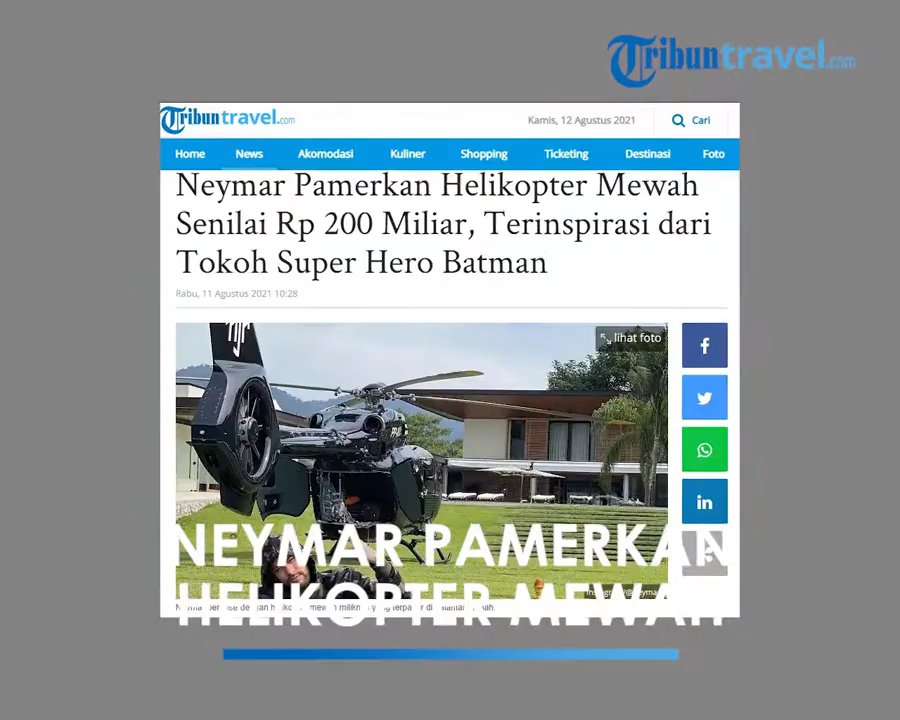 Tribuntravel.com
Tribuntravel.com
Kamis, 12 Agustus 2021
Cari
Home News Akomodasi Kuliner Shopping Ticketing Destinasi Foto
Neymar Pamerkan Helikopter Mewah
Senilai Rp 200 Miliar, Terinspirasi dari
Tokoh Super Hero Batman
Rabu, 11 Agustus 2021 10:28
lihat foto
NEYMAR PAMERKAN
HELIKOPTER MEWAH